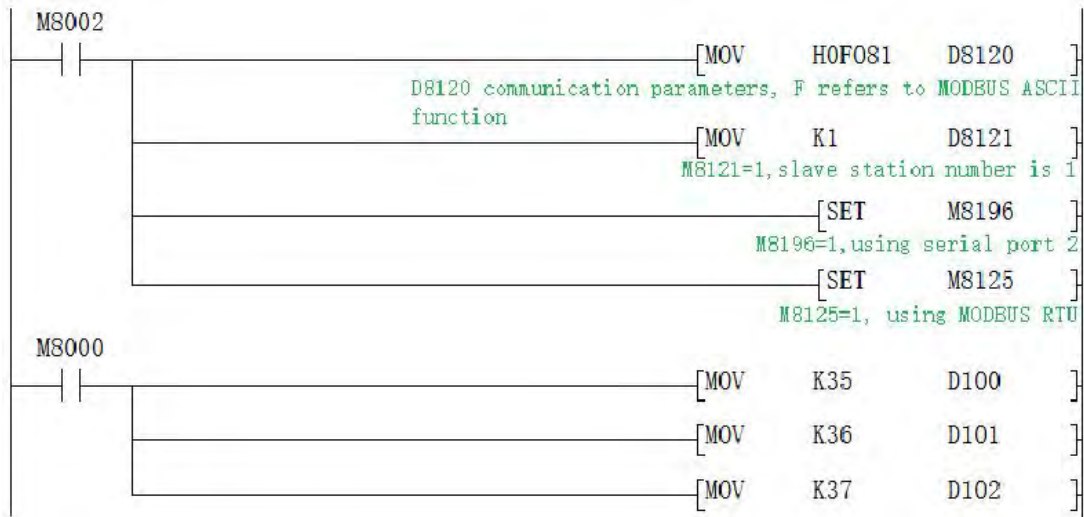 M8002
[MOV H0F081 D8120 ]
D8120 communication parameters, F refers to MODBUS ASCII
function
[MOV K1 D8121 ]
M8121=1,slave station number is 1
[SET M8196 ]
M8196=1,using serial port 2
[SET M8125 ]
M8125=1, using MODBUS RTU
M8000
[MOV K35 D100 ]
[MOV K36 D101 ]
[MOV K37 D102 ]